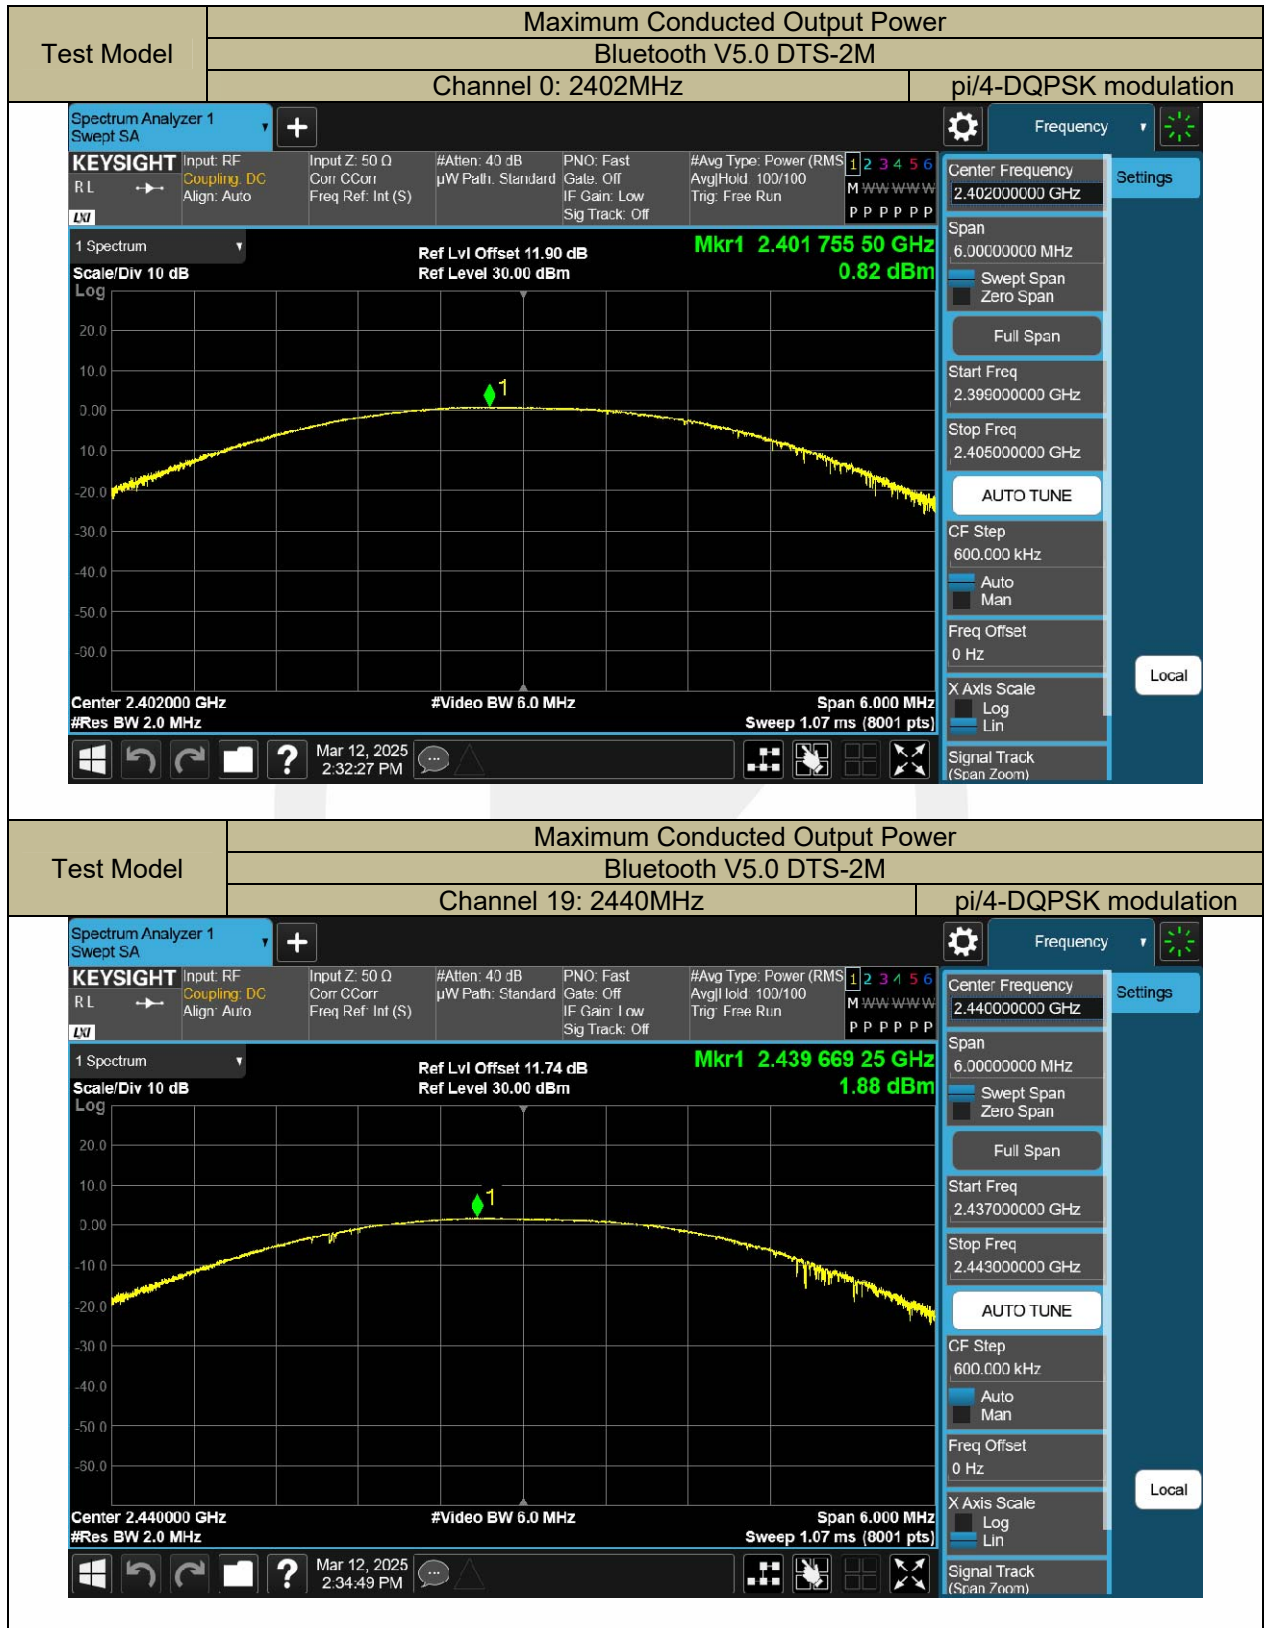 Test Model
Maximum Conducted Output Power
Bluetooth V5.0 DTS-2M
Channel 0: 2402MHz
pi/4-DQPSK modulation
Spectrum Analyzer 1
Swept SA
Frequency
KEYSIGHT
R L
LXI
Input: RF
Coupling: DC
Align: Auto
Input Z: 50 Ω
Corr CCorr
Freq Ref: Int (S)
#Atten: 40 dB
µW Path: Standard
PNO: Fast
Gate: Off
IF Gain: Low
Sig Track: Off
#Avg Type: Power (RMS
Avg|Hold: 100/100
Trig: Free Run
1 2 3 4 5 6
M W W W W W
P P P P P P
Center Frequency
2.402000000 GHz
Settings
Span
6.00000000 MHz
Swept Span
Zero Span
Full Span
Start Freq
2.399000000 GHz
Stop Freq
2.405000000 GHz
AUTO TUNE
CF Step
600.000 kHz
Auto
Man
Freq Offset
0 Hz
X Axis Scale
Log
Lin
Signal Track
(Span Zoom)
Local
1 Spectrum
Scale/Div 10 dB
Log
Ref Lvl Offset 11.90 dB
Ref Level 30.00 dBm
Mkr1 2.401 755 50 GHz
0.82 dBm
20.0
10.0
0.00
10.0
-20.0
-30.0
-40.0
-50.0
-60.0
1
Center 2.402000 GHz
#Res BW 2.0 MHz
#Video BW 6.0 MHz
Span 6.000 MHz
Sweep 1.07 ms (8001 pts)
?
Mar 12, 2025
2:32:27 PM
Test Model
Maximum Conducted Output Power
Bluetooth V5.0 DTS-2M
Channel 19: 2440MHz
pi/4-DQPSK modulation
Spectrum Analyzer 1
Swept SA
Frequency
KEYSIGHT
R L
LXI
Input: RF
Coupling: DC
Align: Auto
Input Z: 50 Ω
Corr CCorr
Freq Ref: Int (S)
#Atten: 40 dB
µW Path: Standard
PNO: Fast
Gate: Off
IF Gain: Low
Sig Track: Off
#Avg Type: Power (RMS
Avg|Hold: 100/100
Trig: Free Run
1 2 3 4 5 6
M W W W W W
P P P P P P
Center Frequency
2.440000000 GHz
Settings
Span
6.00000000 MHz
Swept Span
Zero Span
Full Span
Start Freq
2.437000000 GHz
Stop Freq
2.443000000 GHz
AUTO TUNE
CF Step
600.000 kHz
Auto
Man
Freq Offset
0 Hz
X Axis Scale
Log
Lin
Signal Track
(Span Zoom)
Local
1 Spectrum
Scale/Div 10 dB
Log
Ref Lvl Offset 11.74 dB
Ref Level 30.00 dBm
Mkr1 2.439 669 25 GHz
1.88 dBm
20.0
10.0
0.00
-10.0
-20.0
-30.0
-40.0
-50.0
-60.0
1
Center 2.440000 GHz
#Res BW 2.0 MHz
#Video BW 6.0 MHz
Span 6.000 MHz
Sweep 1.07 ms (8001 pts)
?
Mar 12, 2025
2:34:49 PM